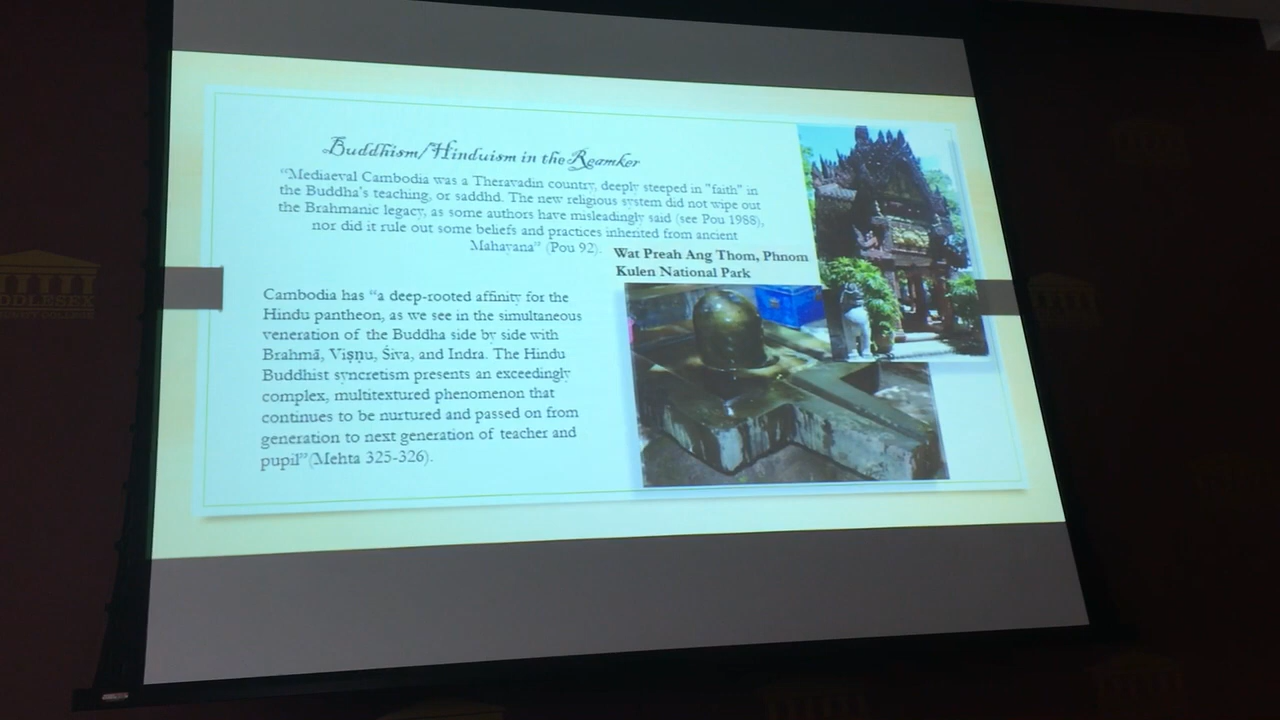 Buddhism/Hinduism in the Reamker
“Mediaeval Cambodia was a Theravadin country, deeply steeped in "faith" in
the Buddha's teaching, or saddhd. The new religious system did not wipe out
the Brahmanic legacy, as some authors have misleadingly said (see Pou 1988),
nor did it rule out some beliefs and practices inherited from ancient
Mahayana” (Pou 92).
Wat Preah Ang Thom, Phnom
Kulen National Park
Cambodia has “a deep-rooted affinity for the
Hindu pantheon, as we see in the simultaneous
veneration of the Buddha side by side with
Brahmā, Viṣṇu, Śiva, and Indra. The Hindu
Buddhist syncretism presents an exceedingly
complex, multitextured phenomenon that
continues to be nurtured and passed on from
generation to next generation of teacher and
pupil”(Mehta 325-326).
DDLESEX